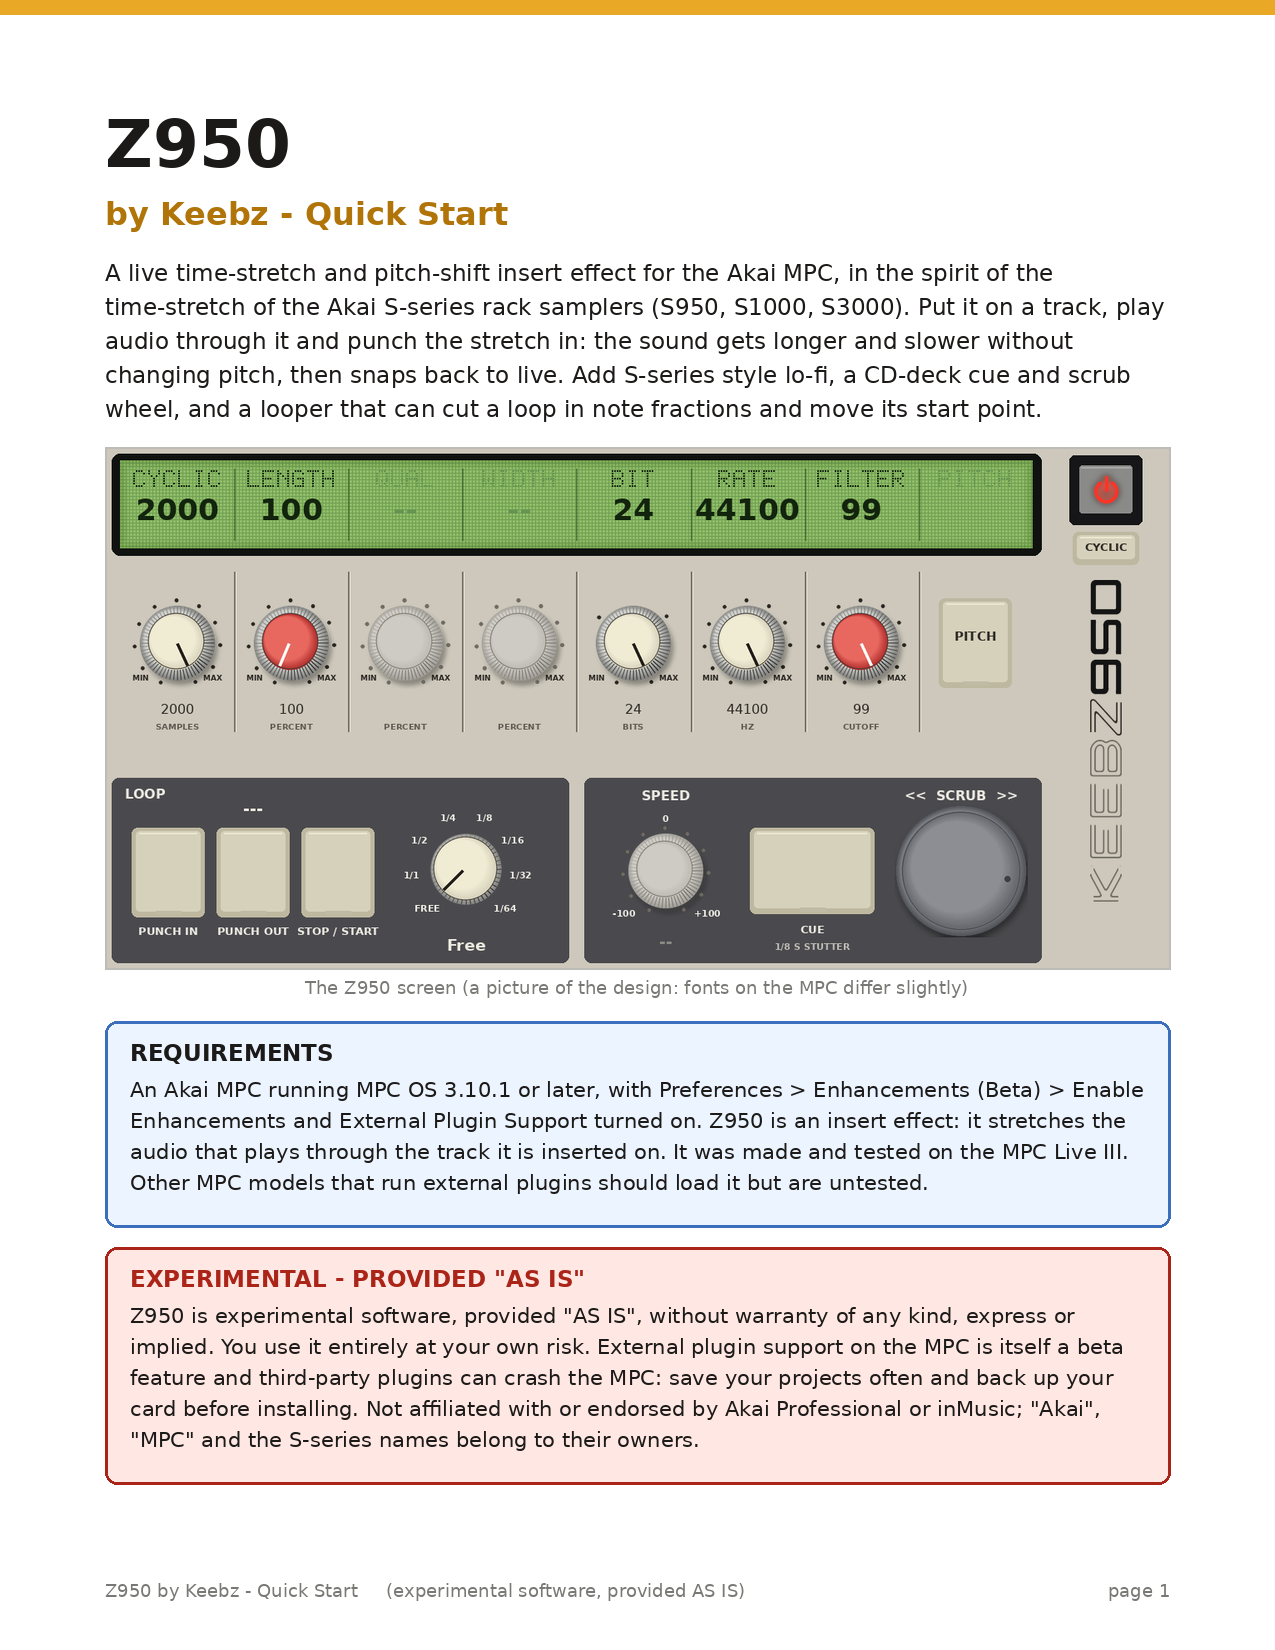 Z950
by Keebz - Quick Start
A live time-stretch and pitch-shift insert effect for the Akai MPC, in the spirit of the
time-stretch of the Akai S-series rack samplers (S950, S1000, S3000). Put it on a track, play
audio through it and punch the stretch in: the sound gets longer and slower without
changing pitch, then snaps back to live. Add S-series style lo-fi, a CD-deck cue and scrub
wheel, and a looper that can cut a loop in note fractions and move its start point.
CYCLIC LENGTH QUAL WIDTH BIT RATE FILTER PITCH
2000 100 -- -- 24 44100 99
CYCLIC
PITCH
MIN MAX MIN MAX MIN MAX MIN MAX MIN MAX MIN MAX MIN MAX
2000 100 24 44100 99
SAMPLES PERCENT PERCENT PERCENT BITS HZ CUTOFF
KEEBZ950
LOOP
---
PUNCH IN PUNCH OUT STOP / START
1/4 1/8
1/2 1/16
1/1 1/32
FREE 1/64
Free
SPEED
0
-100 +100
--
CUE
1/8 S STUTTER
<< SCRUB >>
The Z950 screen (a picture of the design: fonts on the MPC differ slightly)
REQUIREMENTS
An Akai MPC running MPC OS 3.10.1 or later, with Preferences > Enhancements (Beta) > Enable
Enhancements and External Plugin Support turned on. Z950 is an insert effect: it stretches the
audio that plays through the track it is inserted on. It was made and tested on the MPC Live III.
Other MPC models that run external plugins should load it but are untested.
EXPERIMENTAL - PROVIDED "AS IS"
Z950 is experimental software, provided "AS IS", without warranty of any kind, express or
implied. You use it entirely at your own risk. External plugin support on the MPC is itself a beta
feature and third-party plugins can crash the MPC: save your projects often and back up your
card before installing. Not affiliated with or endorsed by Akai Professional or inMusic; "Akai",
"MPC" and the S-series names belong to their owners.
Z950 by Keebz - Quick Start (experimental software, provided AS IS) page 1